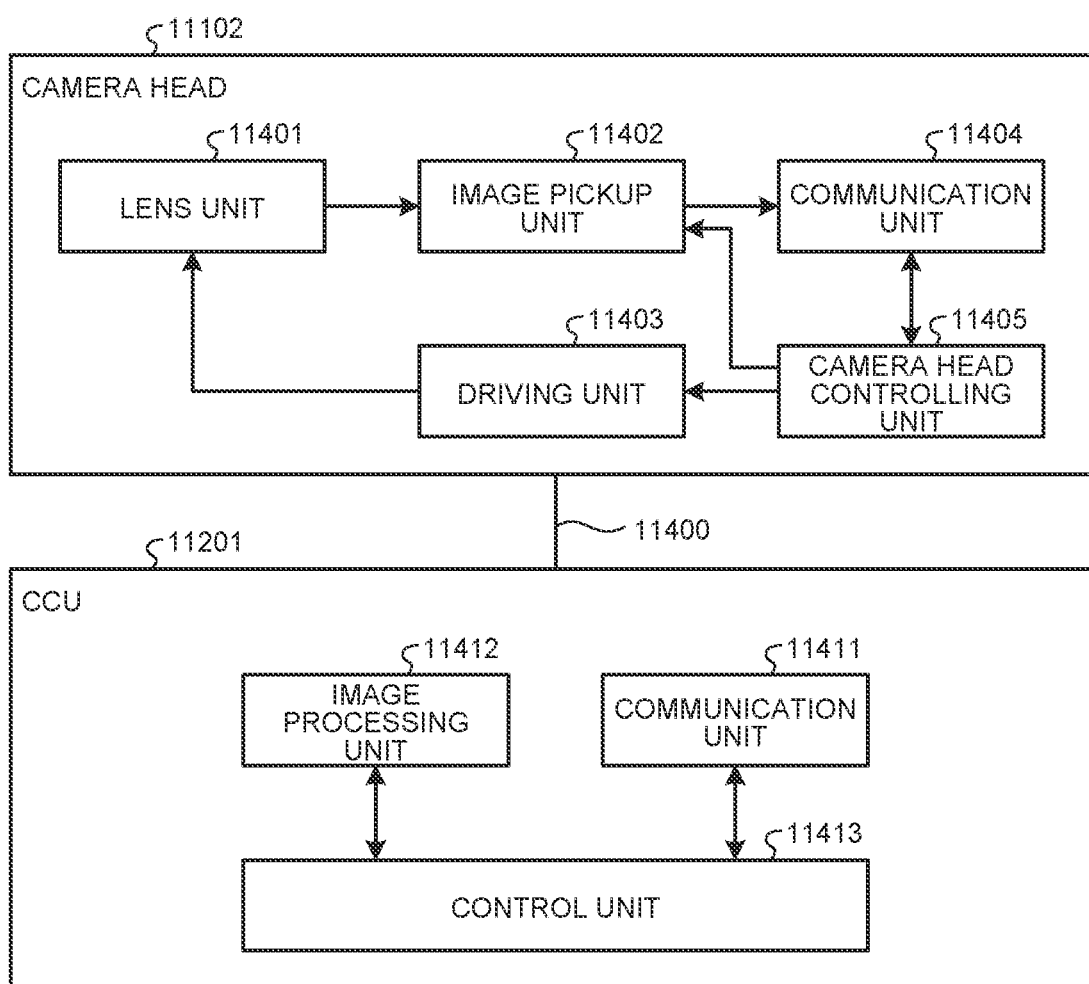 11102
CAMERA HEAD
11401
11402
11404
LENS UNIT
IMAGE PICKUP
UNIT
COMMUNICATION
UNIT
11403
11405
DRIVING UNIT
CAMERA HEAD
CONTROLLING
UNIT
11400
11201
CCU
11412
11411
IMAGE
PROCESSING
UNIT
COMMUNICATION
UNIT
11413
CONTROL UNIT